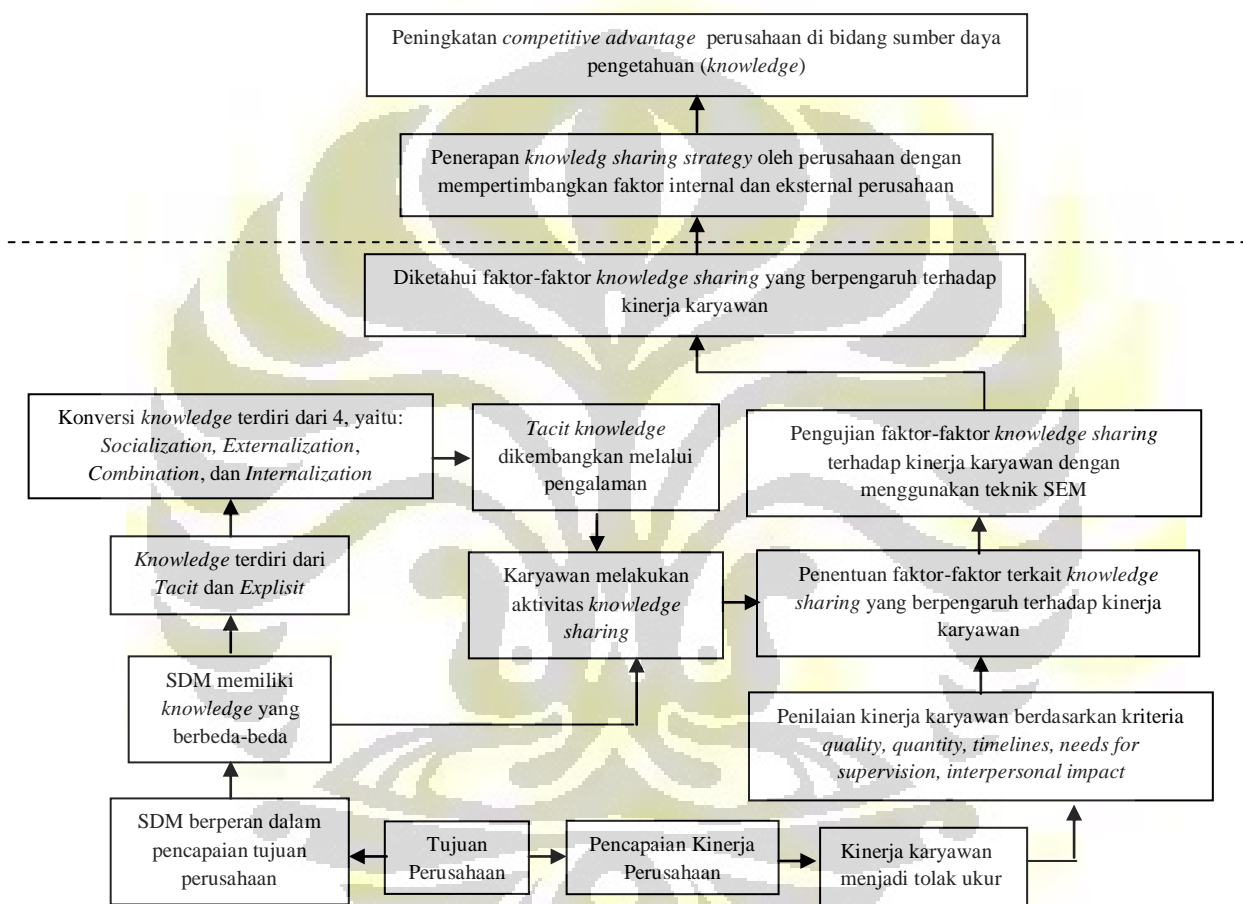 Peningkatan competitive advantage perusahaan di bidang sumber daya
pengetahuan (knowledge)
Penerapan knowledg sharing strategy oleh perusahaan dengan
mempertimbangkan faktor internal dan eksternal perusahaan
Diketahui faktor-faktor knowledge sharing yang berpengaruh terhadap
kinerja karyawan
Konversi knowledge terdiri dari 4, yaitu:
Socialization, Externalization,
Combination, dan Internalization
Tacit knowledge
dikembangkan melalui
pengalaman
Pengujian faktor-faktor knowledge sharing
terhadap kinerja karyawan dengan
menggunakan teknik SEM
Knowledge terdiri dari
Tacit dan Explisit
Karyawan melakukan
aktivitas knowledge
sharing
Penentuan faktor-faktor terkait knowledge
sharing yang berpengaruh terhadap kinerja
karyawan
SDM memiliki
knowledge yang
berbeda-beda
Penilaian kinerja karyawan berdasarkan kriteria
quality, quantity, timelines, needs for
supervision, interpersonal impact
SDM berperan dalam
pencapaian tujuan
perusahaan
Tujuan
Perusahaan
Pencapaian Kinerja
Perusahaan
Kinerja karyawan
menjadi tolak ukur